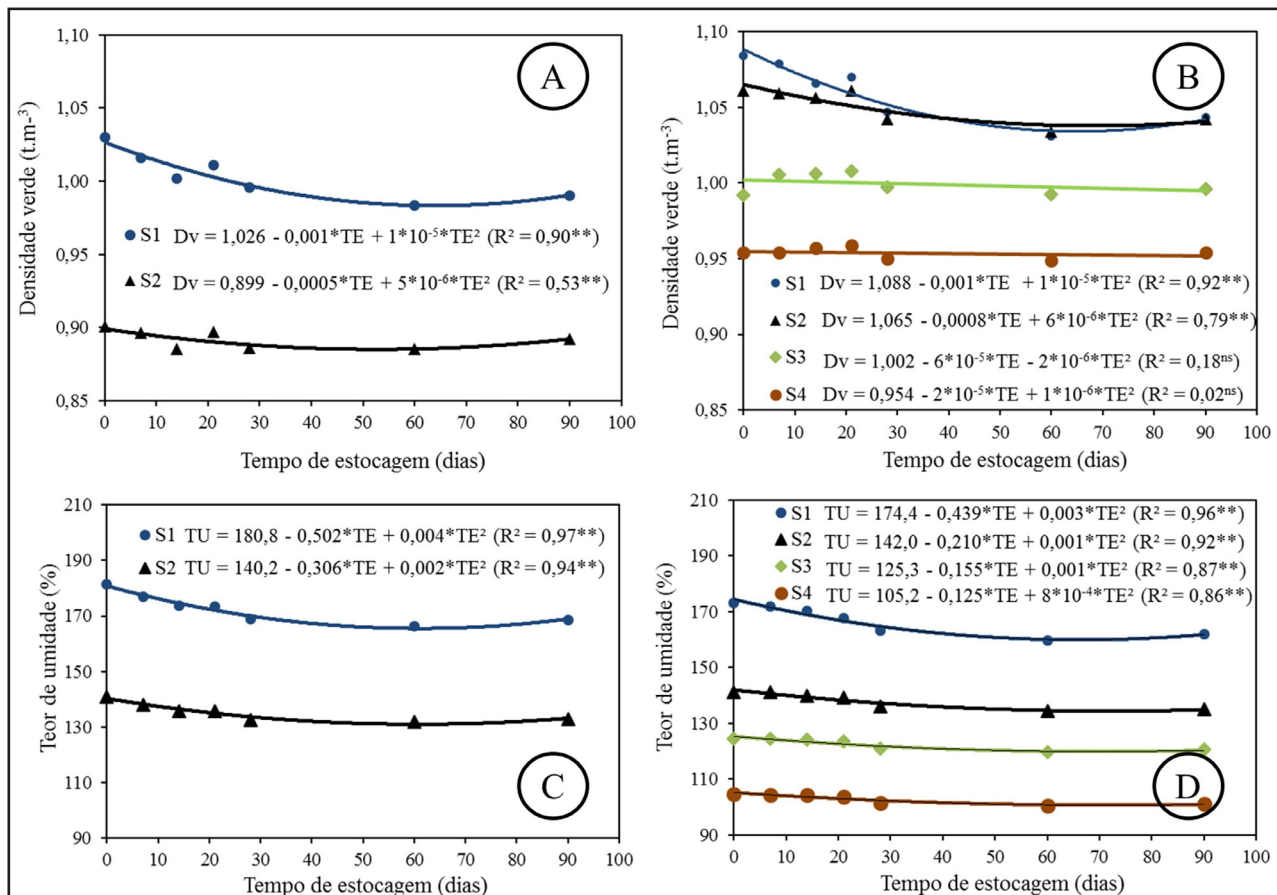 A
Densidade verde (t.m-³)
1,10
1,05
1,00
0,95
0,90
0,85
S1 Dv = 1,026 - 0,001*TE + 1*10⁻⁵*TE² (R² = 0,90**)
S2 Dv = 0,899 - 0,0005*TE + 5*10⁻⁶*TE² (R² = 0,53**)
0 10 20 30 40 50 60 70 80 90 100
Tempo de estocagem (dias)
B
Densidade verde (t.m-³)
1,10
1,05
1,00
0,95
0,90
0,85
S1 Dv = 1,088 - 0,001*TE + 1*10⁻⁵*TE² (R² = 0,92**)
S2 Dv = 1,065 - 0,0008*TE + 6*10⁻⁶*TE² (R² = 0,79**)
S3 Dv = 1,002 - 6*10⁻⁵*TE - 2*10⁻⁶*TE² (R² = 0,18ⁿˢ)
S4 Dv = 0,954 - 2*10⁻⁵*TE + 1*10⁻⁶*TE² (R² = 0,02ⁿˢ)
0 10 20 30 40 50 60 70 80 90 100
Tempo de estocagem (dias)
C
Teor de umidade (%)
210
190
170
150
130
110
90
S1 TU = 180,8 - 0,502*TE + 0,004*TE² (R² = 0,97**)
S2 TU = 140,2 - 0,306*TE + 0,002*TE² (R² = 0,94**)
0 10 20 30 40 50 60 70 80 90 100
Tempo de estocagem (dias)
D
Teor de umidade (%)
210
190
170
150
130
110
90
S1 TU = 174,4 - 0,439*TE + 0,003*TE² (R² = 0,96**)
S2 TU = 142,0 - 0,210*TE + 0,001*TE² (R² = 0,92**)
S3 TU = 125,3 - 0,155*TE + 0,001*TE² (R² = 0,87**)
S4 TU = 105,2 - 0,125*TE + 8*10⁻⁴*TE² (R² = 0,86**)
0 10 20 30 40 50 60 70 80 90 100
Tempo de estocagem (dias)